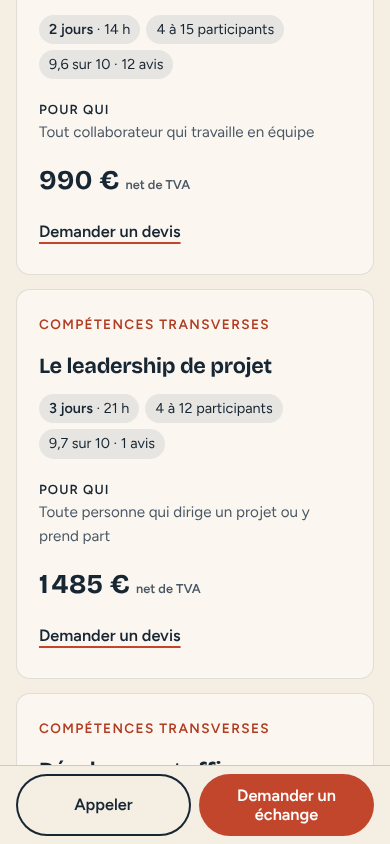 2 jours · 14 h
4 à 15 participants
9,6 sur 10 · 12 avis
POUR QUI
Tout collaborateur qui travaille en équipe
990 € net de TVA
Demander un devis
COMPÉTENCES TRANSVERSES
Le leadership de projet
3 jours · 21 h
4 à 12 participants
9,7 sur 10 · 1 avis
POUR QUI
Toute personne qui dirige un projet ou y
prend part
1 485 € net de TVA
Demander un devis
COMPÉTENCES TRANSVERSES
Appeler
Demander un
échange